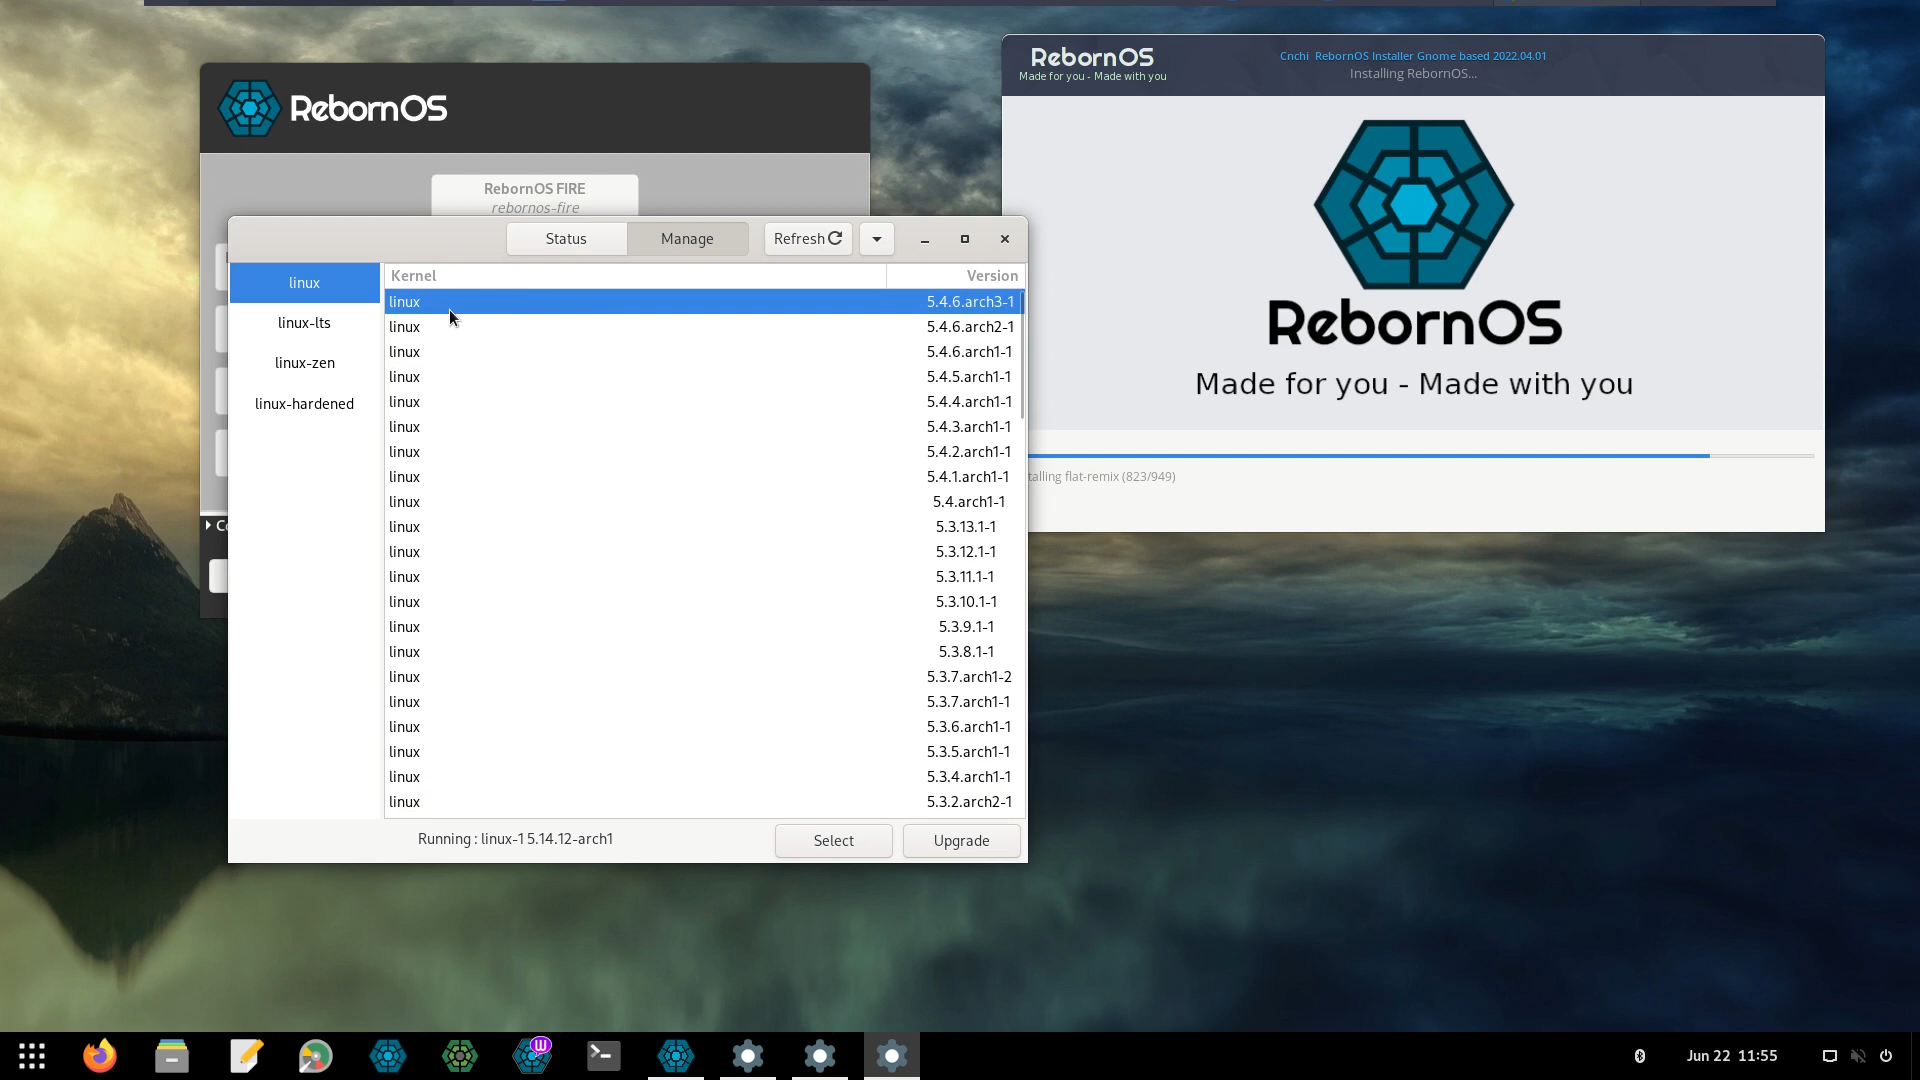 RebornOS
RebornOS FIRE
rebornos-fire
Status
Manage
Refresh
linux
linux-lts
linux-zen
linux-hardened
Kernel Version
linux 5.4.6.arch3-1
linux 5.4.6.arch2-1
linux 5.4.6.arch1-1
linux 5.4.5.arch1-1
linux 5.4.4.arch1-1
linux 5.4.3.arch1-1
linux 5.4.2.arch1-1
linux 5.4.1.arch1-1
linux 5.4.arch1-1
linux 5.3.13.1-1
linux 5.3.12.1-1
linux 5.3.11.1-1
linux 5.3.10.1-1
linux 5.3.9.1-1
linux 5.3.8.1-1
linux 5.3.7.arch1-2
linux 5.3.7.arch1-1
linux 5.3.6.arch1-1
linux 5.3.5.arch1-1
linux 5.3.4.arch1-1
linux 5.3.2.arch2-1
Running : linux-1 5.14.12-arch1
Select
Upgrade
RebornOS
Made for you - Made with you
Cnchi RebornOS Installer Gnome based 2022.04.01
Installing RebornOS...
RebornOS
Made for you - Made with you
talling flat-remix (823/949)
W
Jun 22 11:55